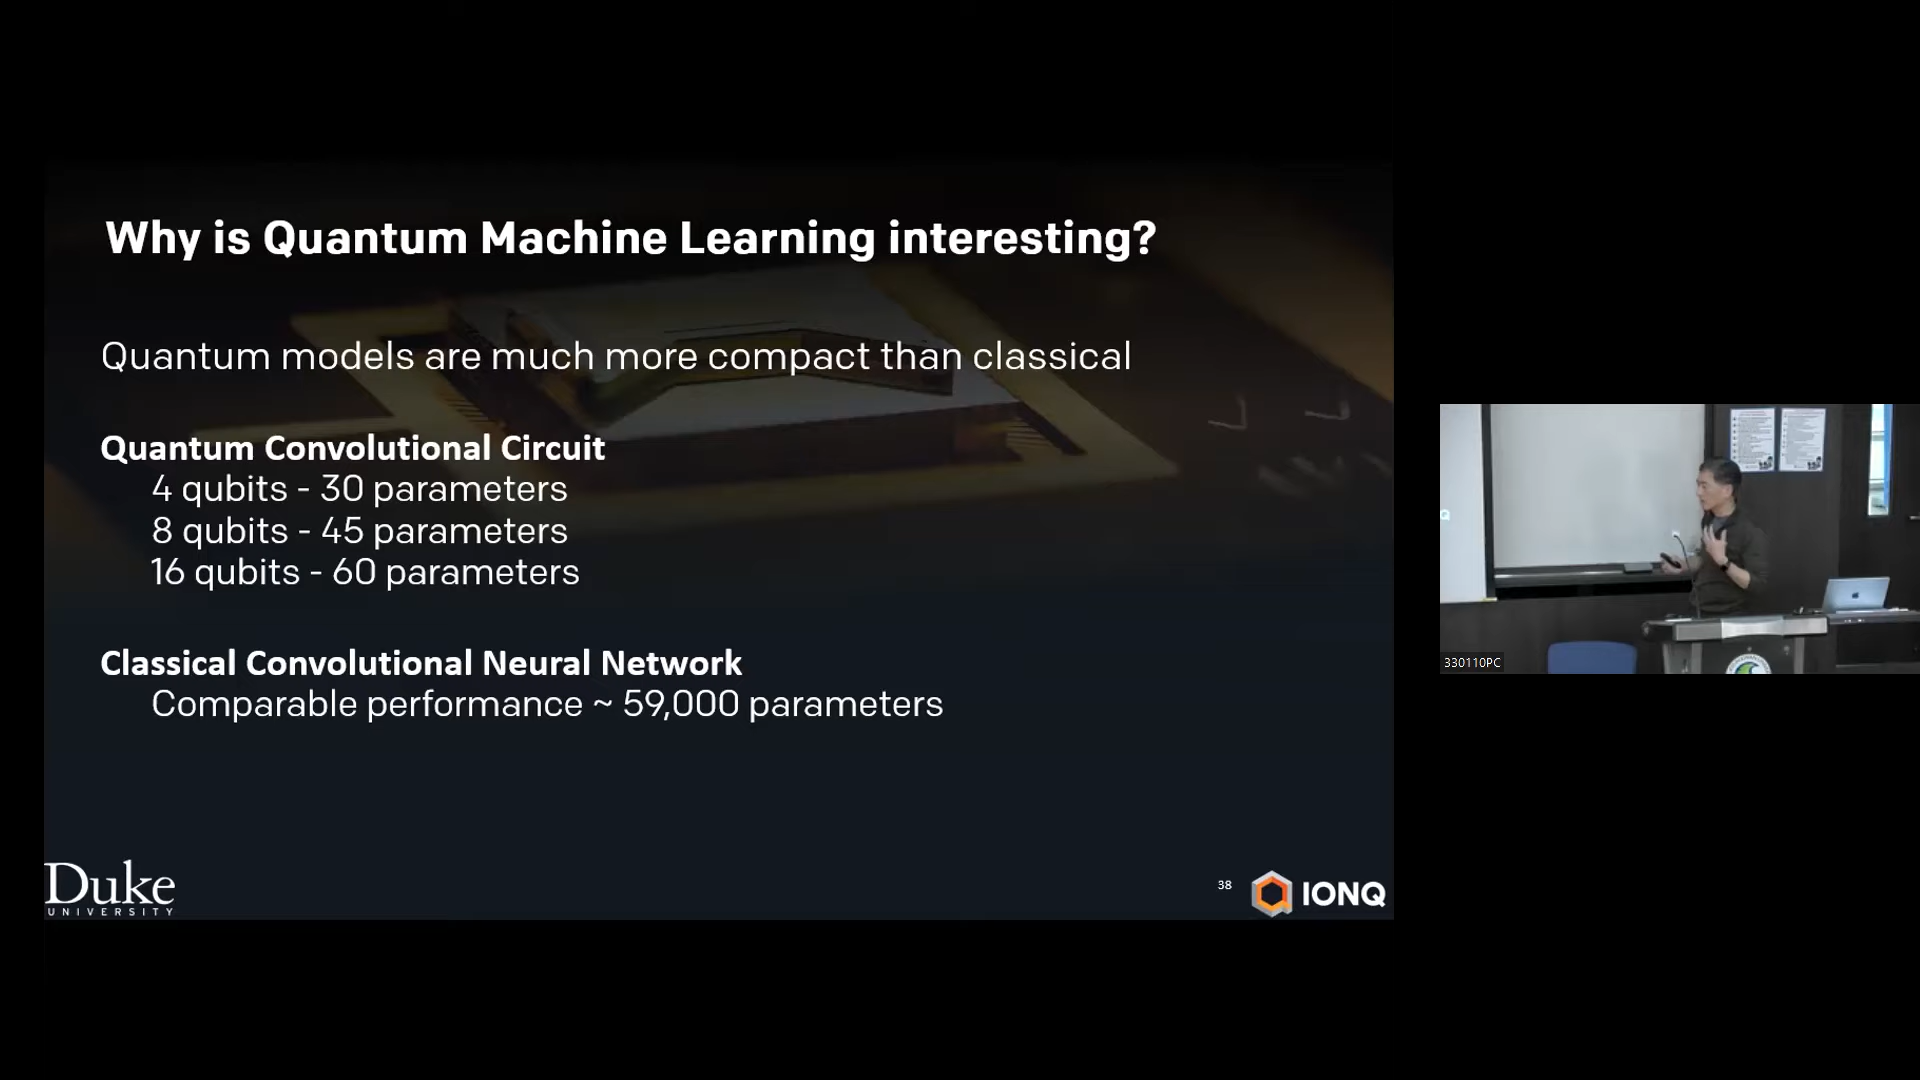 Why is Quantum Machine Learning interesting?
Quantum models are much more compact than classical
Quantum Convolutional Circuit
4 qubits - 30 parameters
8 qubits - 45 parameters
16 qubits - 60 parameters
Classical Convolutional Neural Network
Comparable performance ~ 59,000 parameters
Duke
UNIVERSITY
38
IONQ
330110PC